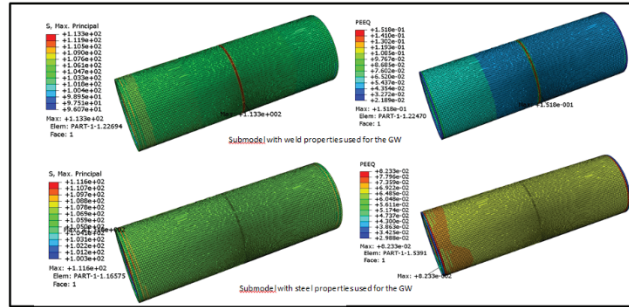 S, Max. Principal
+1.133e+02
+1.119e+02
+1.105e+02
+1.090e+02
+1.076e+02
+1.061e+02
+1.047e+02
+1.033e+02
+1.018e+02
+1.004e+02
+9.895e+01
+9.751e+01
+9.607e+01
Max: +1.133e+02
Elem: PART-1-1.22694
Face: 1
Max: +1.133e+002
PEEQ
+1.518e-01
+1.410e-01
+1.302e-01
+1.193e-01
+1.085e-01
+9.767e-02
+8.685e-02
+7.602e-02
+6.520e-02
+5.437e-02
+4.354e-02
+3.272e-02
+2.189e-02
Max: +1.518e-01
Elem: PART-1-1.22470
Face: 1
+1.518e-001
Submodel with weld properties used for the GW
S, Max. Principal
+1.116e+02
+1.107e+02
+1.097e+02
+1.088e+02
+1.078e+02
+1.069e+02
+1.059e+02
+1.041e+02
+1.031e+02
+1.022e+02
+1.012e+02
+1.003e+02
Max: +1.116e+02
Elem: PART-1-1.16575
Face: 1
PEEQ
+8.233e-02
+7.796e-02
+7.359e-02
+6.922e-02
+6.485e-02
+6.048e-02
+5.611e-02
+5.174e-02
+4.737e-02
+4.300e-02
+3.863e-02
+3.425e-02
+2.988e-02
Max: +8.233e-02
Elem: PART-1-1.5391
Face: 1
Max: +8.233e-002
Submodel with steel properties used for the GW